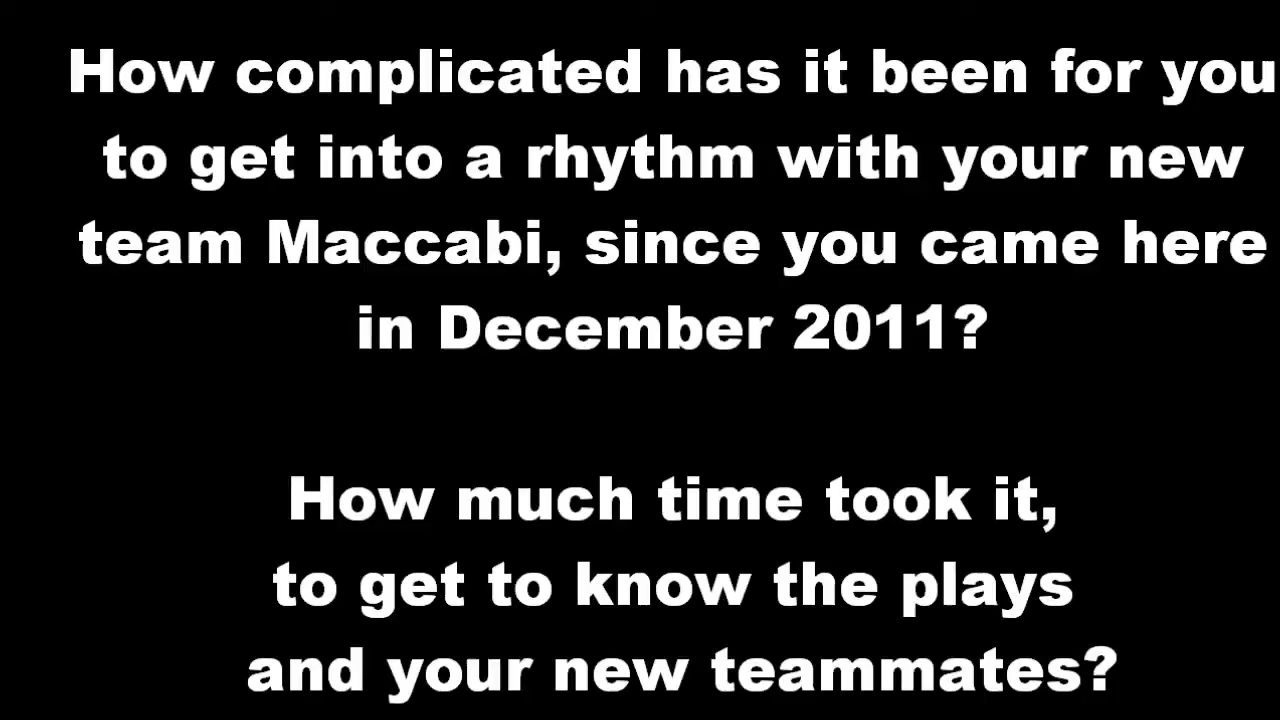 How complicated has it been for you
to get into a rhythm with your new
team Maccabi, since you came here
in December 2011?
How much time took it,
to get to know the plays
and your new teammates?